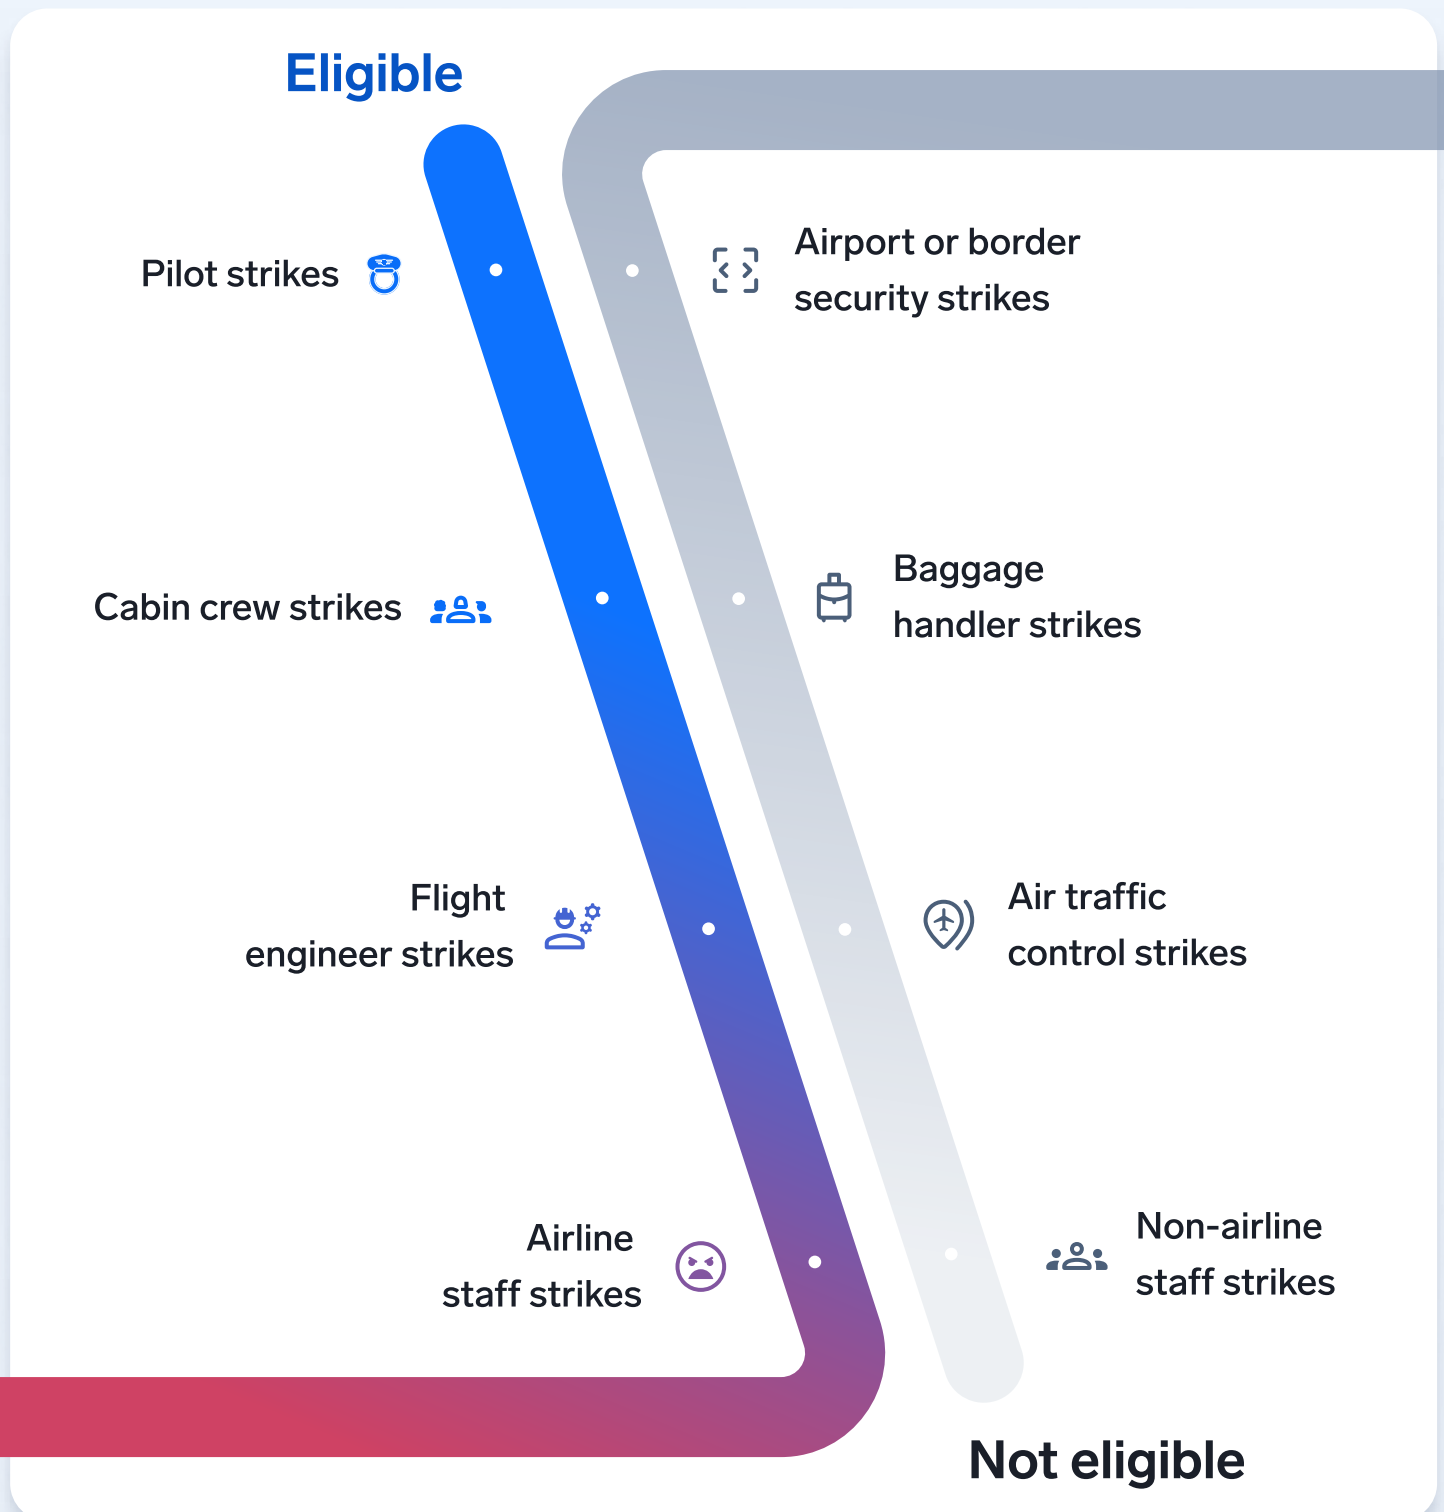 Eligible
Pilot strikes
Cabin crew strikes
Flight
engineer strikes
Airline
staff strikes
Airport or border
security strikes
Baggage
handler strikes
Air traffic
control strikes
Non-airline
staff strikes
Not eligible